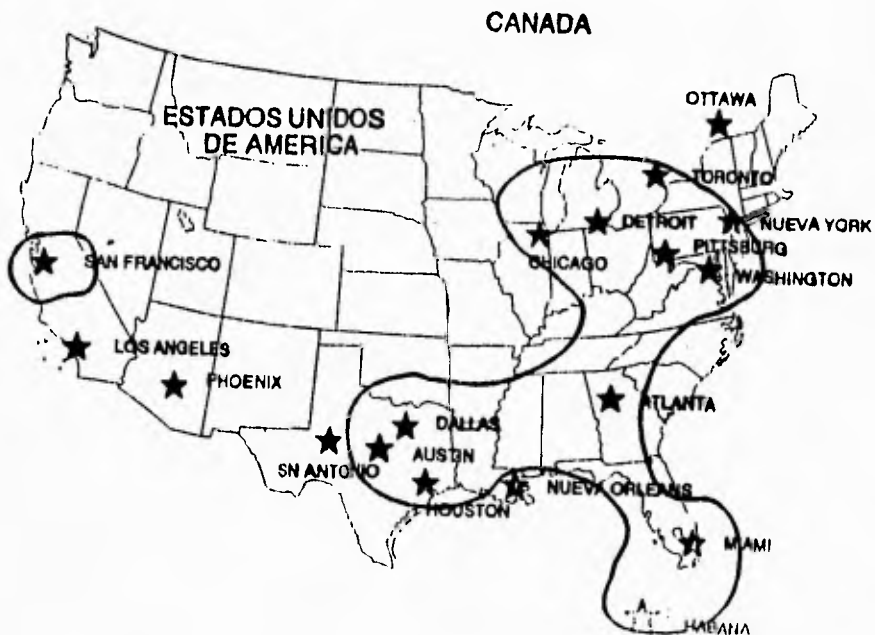 CANADA
OTTAWA
ESTADOS UNIDOS
DE AMERICA
TORONTO
DETROIT
NUEVA YORK
PITTSBURG
CHICAGO
WASHINGTON
SAN FRANCISCO
LOS ANGELES
PHOENIX
ATLANTA
DALLAS
AUSTIN
SN ANTONIO
HOUSTON
NUEVA ORLEANS
MIAMI
HABANA